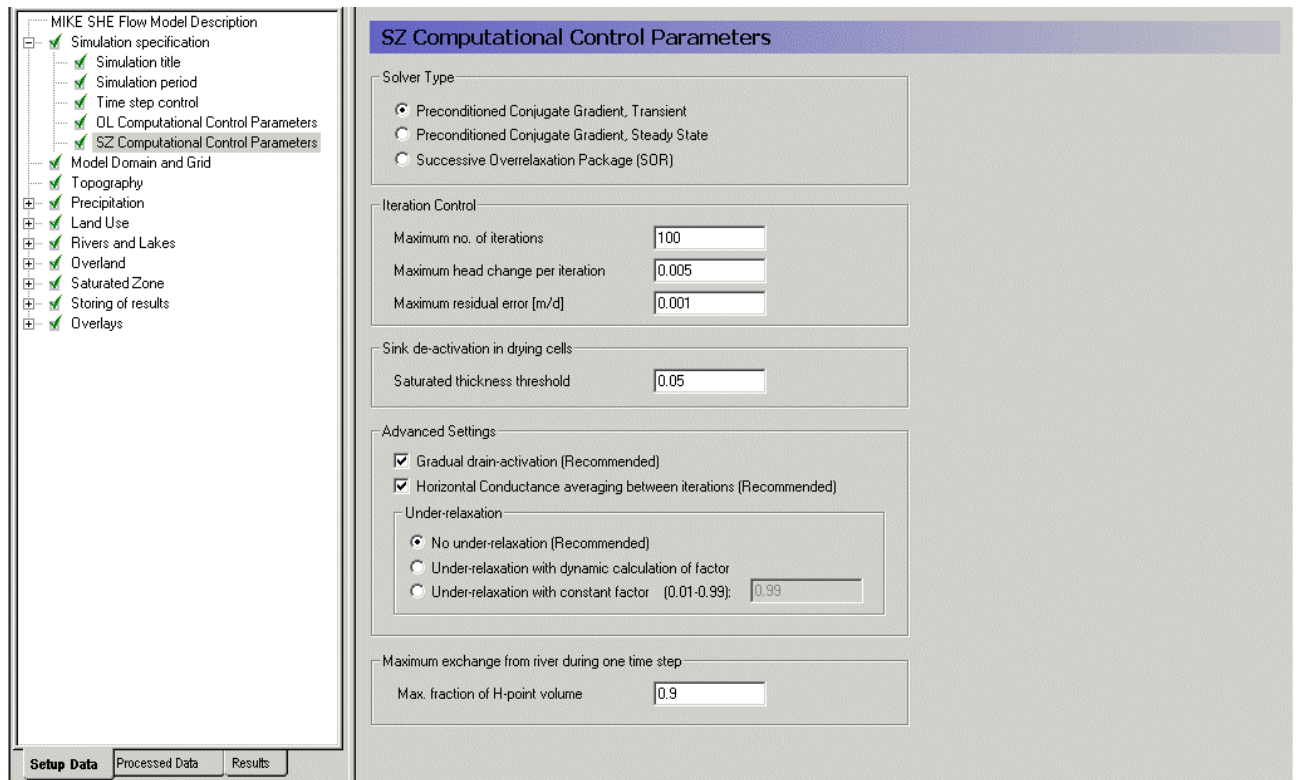 MIKE SHE Flow Model Description
Simulation specification
Simulation title
Simulation period
Time step control
OL Computational Control Parameters
SZ Computational Control Parameters
Model Domain and Grid
Topography
Precipitation
Land Use
Rivers and Lakes
Overland
Saturated Zone
Storing of results
Overlays
Setup Data Processed Data Results
SZ Computational Control Parameters
Solver Type
Preconditioned Conjugate Gradient, Transient
Preconditioned Conjugate Gradient, Steady State
Successive Overrelaxation Package (SOR)
Iteration Control
Maximum no. of iterations 100
Maximum head change per iteration 0.005
Maximum residual error [m/d] 0.001
Sink de-activation in drying cells
Saturated thickness threshold 0.05
Advanced Settings
Gradual drain-activation (Recommended)
Horizontal Conductance averaging between iterations (Recommended)
Under-relaxation
No under-relaxation (Recommended)
Under-relaxation with dynamic calculation of factor
Under-relaxation with constant factor (0.01-0.99): 0.99
Maximum exchange from river during one time step
Max. fraction of H-point volume 0.9